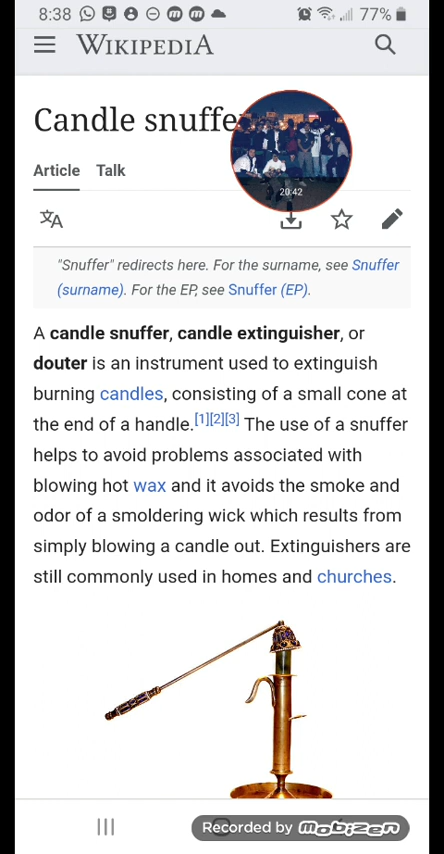 8:38 77%
WIKIPEDIA
Candle snuffe
20:42
Article Talk
"Snuffer" redirects here. For the surname, see Snuffer
(surname). For the EP, see Snuffer (EP).
A candle snuffer, candle extinguisher, or
douter is an instrument used to extinguish
burning candles, consisting of a small cone at
the end of a handle.[1][2][3] The use of a snuffer
helps to avoid problems associated with
blowing hot wax and it avoids the smoke and
odor of a smoldering wick which results from
simply blowing a candle out. Extinguishers are
still commonly used in homes and churches.
Recorded by Mobizen